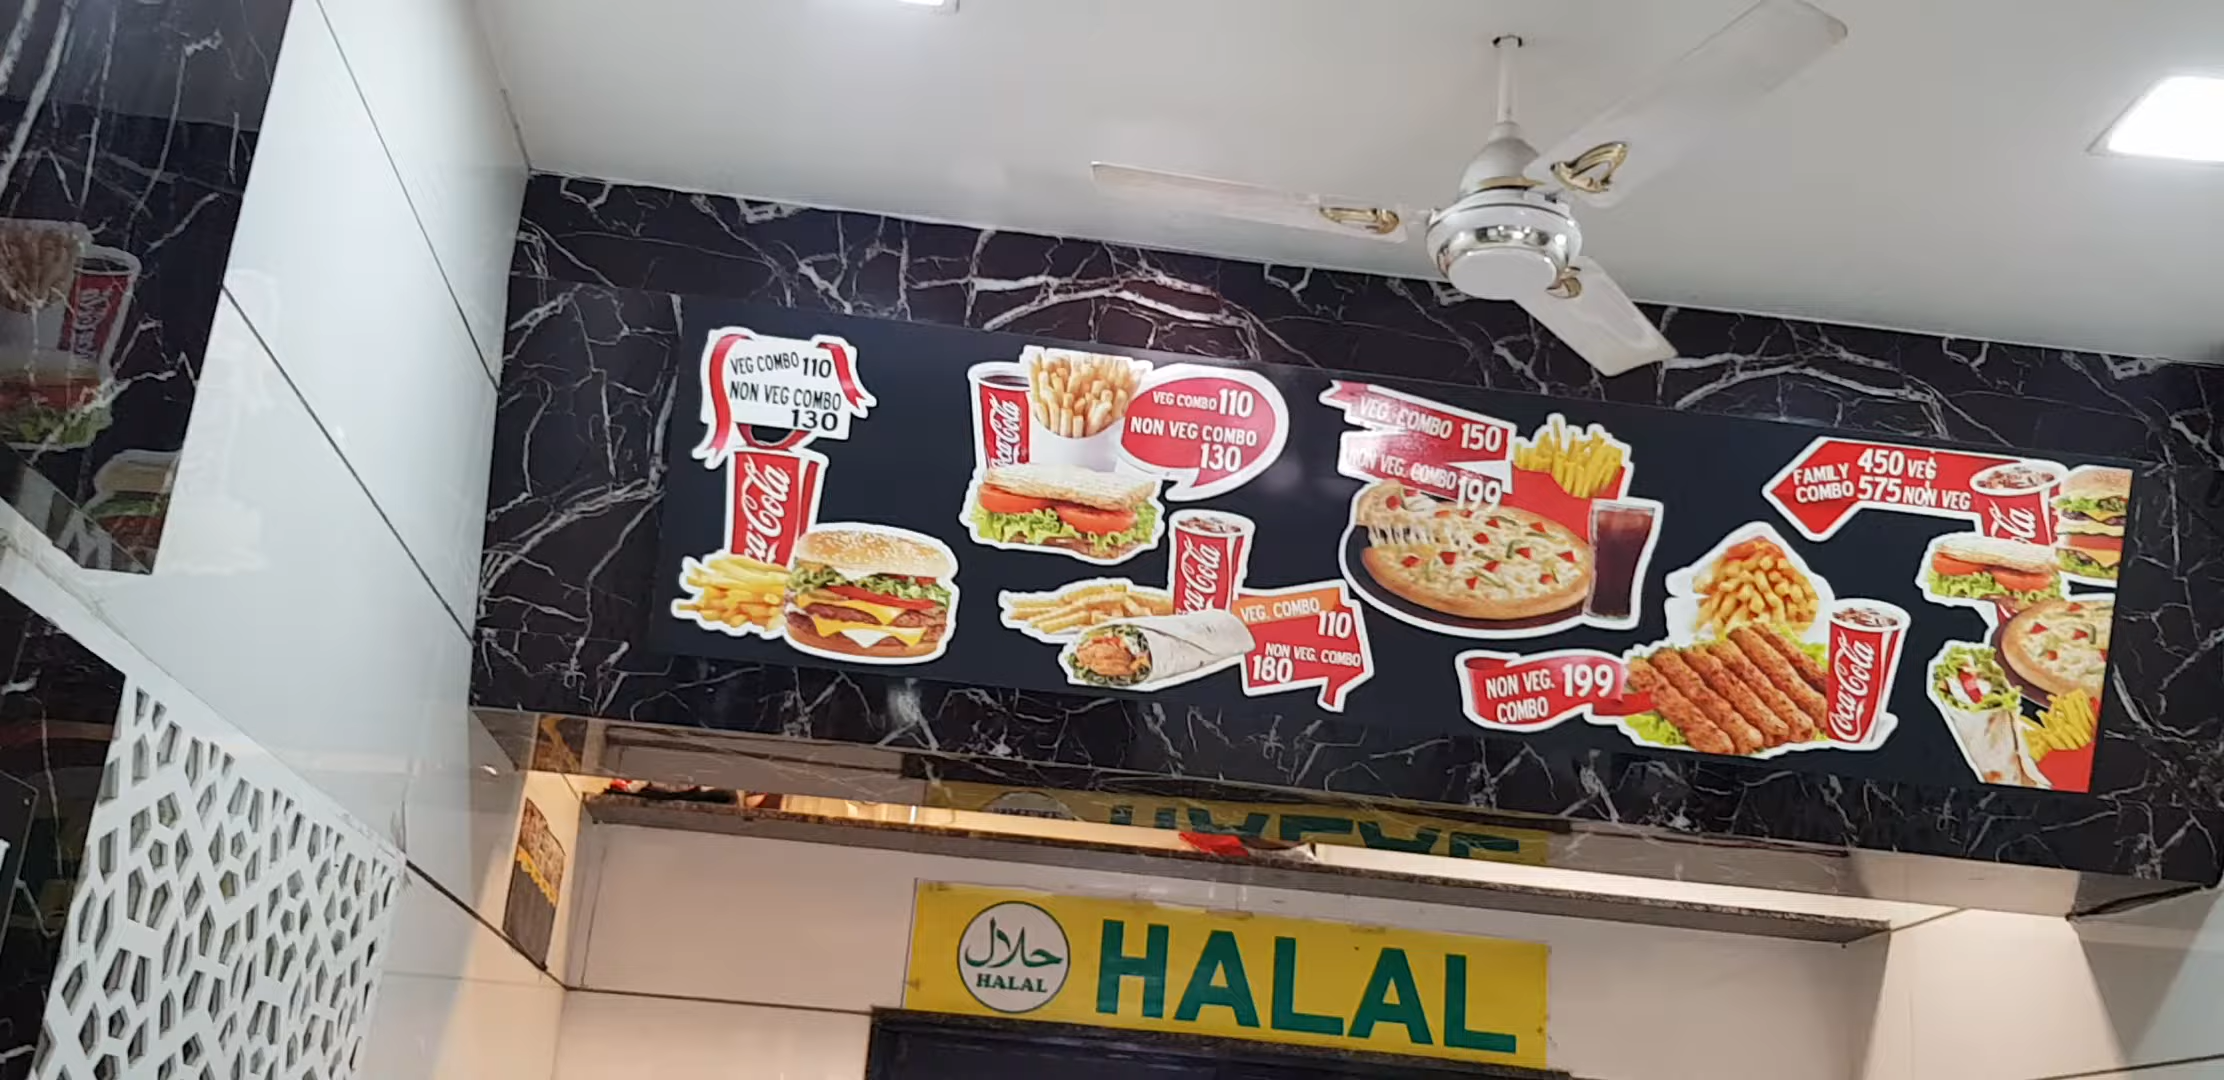 VEG COMBO 110
NON VEG COMBO
130
Coca-Cola
VEG COMBO 110
NON VEG COMBO
130
Coca-Cola
Coca-Cola
VEG. COMBO 110
NON VEG. COMBO
180
VEG. COMBO 150
NON VEG. COMBO 199
NON VEG. 199
COMBO
Coca-Cola
FAMILY 450 VEG
COMBO 575 NON VEG
حلال
HALAL
HALAL